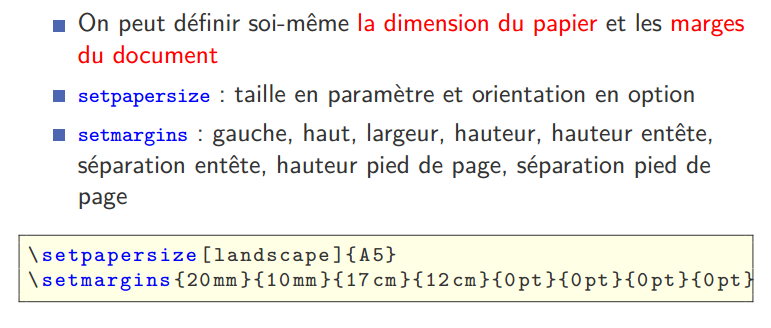 On peut définir soi-même la dimension du papier et les marges
du document
setpapersize : taille en paramètre et orientation en option
setmargins : gauche, haut, largeur, hauteur, hauteur entête,
séparation entête, hauteur pied de page, séparation pied de
page
\setpapersize[landscape]{A5}
\setmargins{20mm}{10mm}{17cm}{12cm}{0pt}{0pt}{0pt}{0pt}